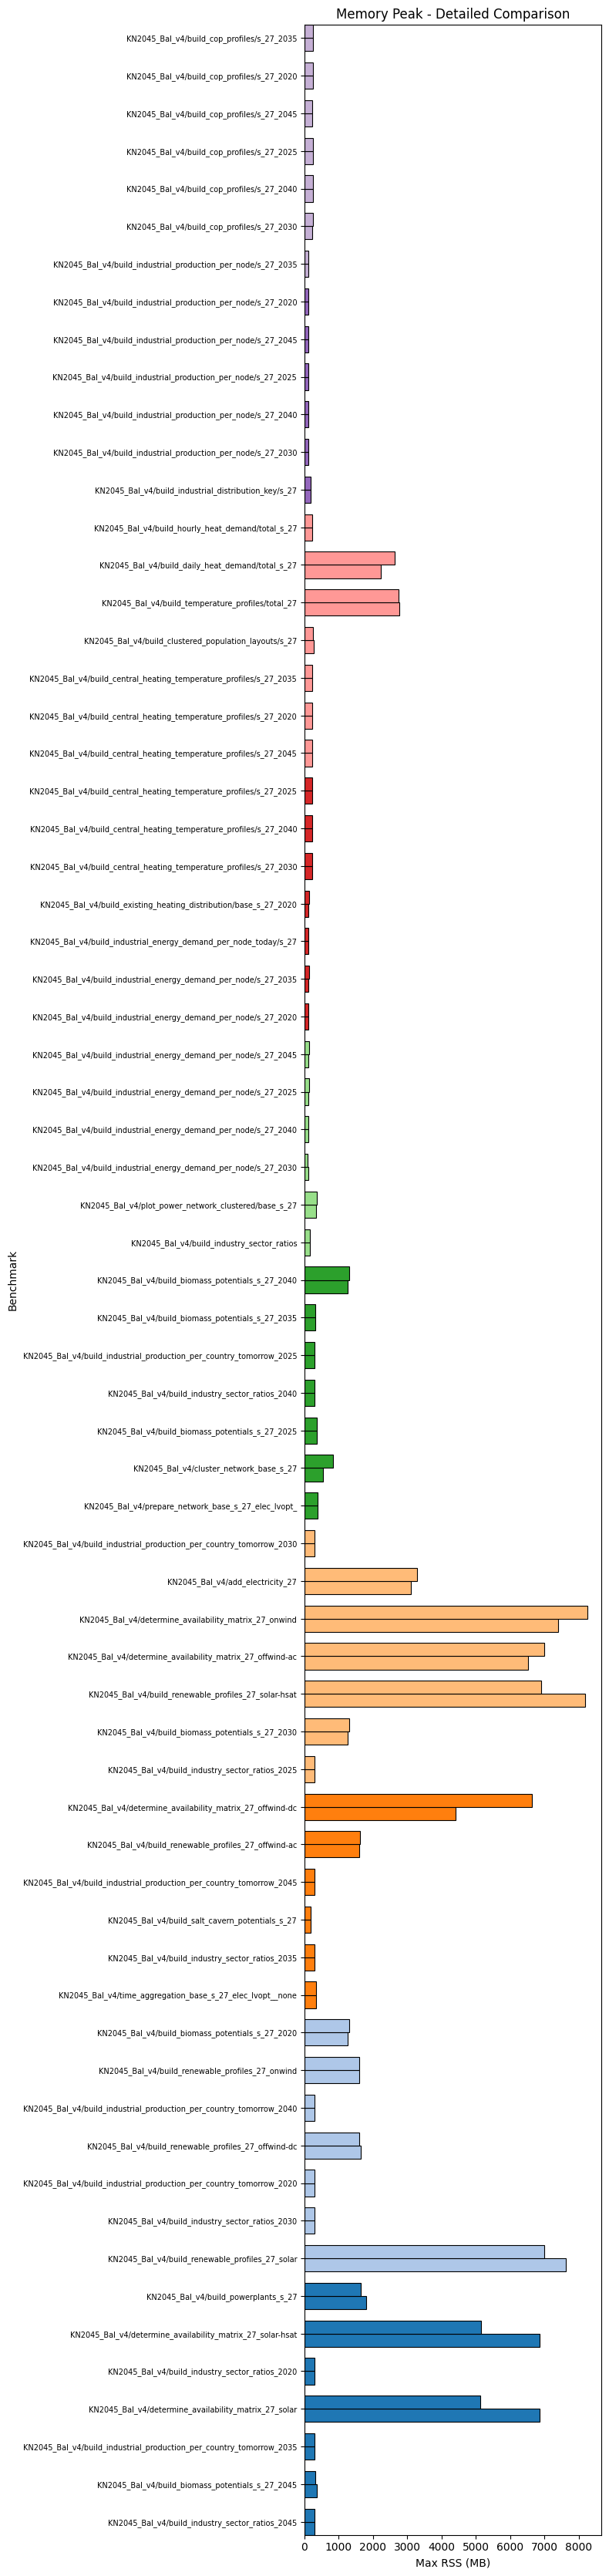 Memory Peak - Detailed Comparison
KN2045_Bal_v4/build_cop_profiles/s_27_2035
KN2045_Bal_v4/build_cop_profiles/s_27_2020
KN2045_Bal_v4/build_cop_profiles/s_27_2045
KN2045_Bal_v4/build_cop_profiles/s_27_2025
KN2045_Bal_v4/build_cop_profiles/s_27_2040
KN2045_Bal_v4/build_cop_profiles/s_27_2030
KN2045_Bal_v4/build_industrial_production_per_node/s_27_2035
KN2045_Bal_v4/build_industrial_production_per_node/s_27_2020
KN2045_Bal_v4/build_industrial_production_per_node/s_27_2045
KN2045_Bal_v4/build_industrial_production_per_node/s_27_2025
KN2045_Bal_v4/build_industrial_production_per_node/s_27_2040
KN2045_Bal_v4/build_industrial_production_per_node/s_27_2030
KN2045_Bal_v4/build_industrial_distribution_key/s_27
KN2045_Bal_v4/build_hourly_heat_demand/total_s_27
KN2045_Bal_v4/build_daily_heat_demand/total_s_27
KN2045_Bal_v4/build_temperature_profiles/total_27
KN2045_Bal_v4/build_clustered_population_layouts/s_27
KN2045_Bal_v4/build_central_heating_temperature_profiles/s_27_2035
KN2045_Bal_v4/build_central_heating_temperature_profiles/s_27_2020
KN2045_Bal_v4/build_central_heating_temperature_profiles/s_27_2045
KN2045_Bal_v4/build_central_heating_temperature_profiles/s_27_2025
KN2045_Bal_v4/build_central_heating_temperature_profiles/s_27_2040
KN2045_Bal_v4/build_central_heating_temperature_profiles/s_27_2030
KN2045_Bal_v4/build_existing_heating_distribution/base_s_27_2020
KN2045_Bal_v4/build_industrial_energy_demand_per_node_today/s_27
KN2045_Bal_v4/build_industrial_energy_demand_per_node/s_27_2035
KN2045_Bal_v4/build_industrial_energy_demand_per_node/s_27_2020
KN2045_Bal_v4/build_industrial_energy_demand_per_node/s_27_2045
KN2045_Bal_v4/build_industrial_energy_demand_per_node/s_27_2025
KN2045_Bal_v4/build_industrial_energy_demand_per_node/s_27_2040
KN2045_Bal_v4/build_industrial_energy_demand_per_node/s_27_2030
KN2045_Bal_v4/plot_power_network_clustered/base_s_27
KN2045_Bal_v4/build_industry_sector_ratios
KN2045_Bal_v4/build_biomass_potentials_s_27_2040
KN2045_Bal_v4/build_biomass_potentials_s_27_2035
KN2045_Bal_v4/build_industrial_production_per_country_tomorrow_2025
KN2045_Bal_v4/build_industry_sector_ratios_2040
KN2045_Bal_v4/build_biomass_potentials_s_27_2025
KN2045_Bal_v4/cluster_network_base_s_27
KN2045_Bal_v4/prepare_network_base_s_27_elec_lvopt_
KN2045_Bal_v4/build_industrial_production_per_country_tomorrow_2030
KN2045_Bal_v4/add_electricity_27
KN2045_Bal_v4/determine_availability_matrix_27_onwind
KN2045_Bal_v4/determine_availability_matrix_27_offwind-ac
KN2045_Bal_v4/build_renewable_profiles_27_solar-hsat
KN2045_Bal_v4/build_biomass_potentials_s_27_2030
KN2045_Bal_v4/build_industry_sector_ratios_2025
KN2045_Bal_v4/determine_availability_matrix_27_offwind-dc
KN2045_Bal_v4/build_renewable_profiles_27_offwind-ac
KN2045_Bal_v4/build_industrial_production_per_country_tomorrow_2045
KN2045_Bal_v4/build_salt_cavern_potentials_s_27
KN2045_Bal_v4/build_industry_sector_ratios_2035
KN2045_Bal_v4/time_aggregation_base_s_27_elec_lvopt__none
KN2045_Bal_v4/build_biomass_potentials_s_27_2020
KN2045_Bal_v4/build_renewable_profiles_27_onwind
KN2045_Bal_v4/build_industrial_production_per_country_tomorrow_2040
KN2045_Bal_v4/build_renewable_profiles_27_offwind-dc
KN2045_Bal_v4/build_industrial_production_per_country_tomorrow_2020
KN2045_Bal_v4/build_industry_sector_ratios_2030
KN2045_Bal_v4/build_renewable_profiles_27_solar
KN2045_Bal_v4/build_powerplants_s_27
KN2045_Bal_v4/determine_availability_matrix_27_solar-hsat
KN2045_Bal_v4/build_industry_sector_ratios_2020
KN2045_Bal_v4/determine_availability_matrix_27_solar
KN2045_Bal_v4/build_industrial_production_per_country_tomorrow_2035
KN2045_Bal_v4/build_biomass_potentials_s_27_2045
KN2045_Bal_v4/build_industry_sector_ratios_2045
Benchmark
0 1000 2000 3000 4000 5000 6000 7000 8000
Max RSS (MB)